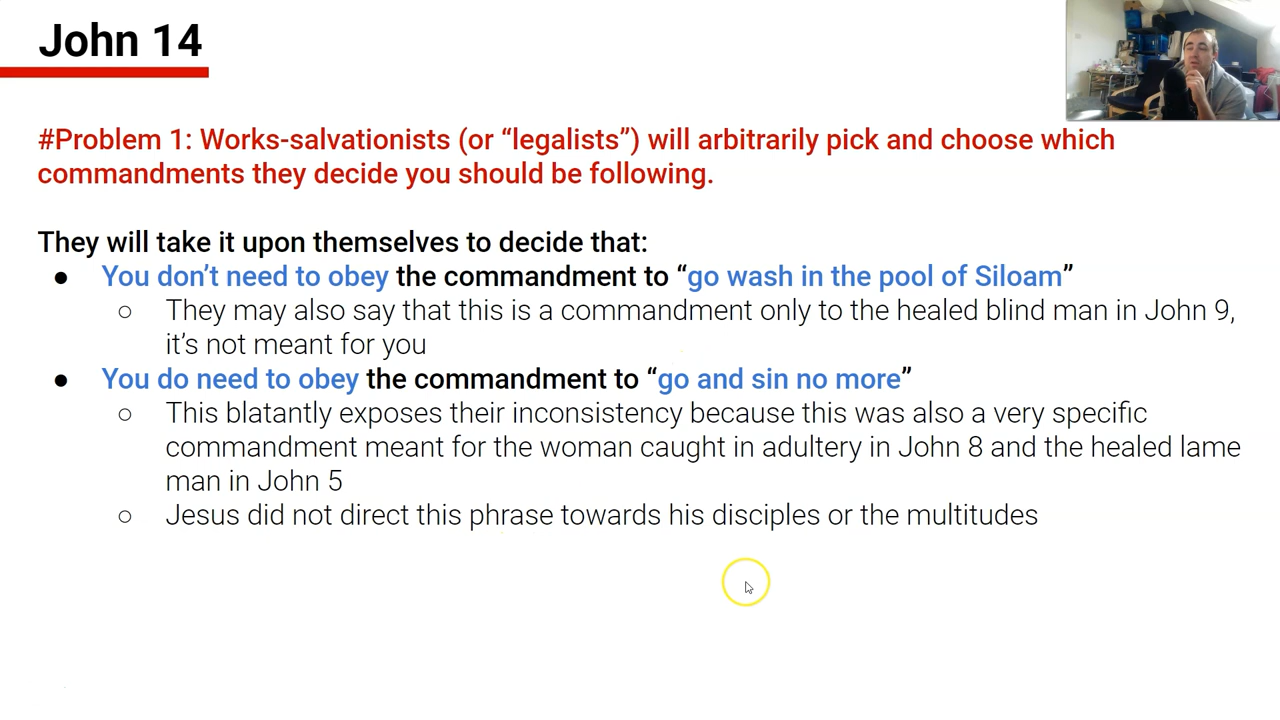 John 14
#Problem 1: Works-salvationists (or “legalists”) will arbitrarily pick and choose which
commandments they decide you should be following.
They will take it upon themselves to decide that:
● You don’t need to obey the commandment to “go wash in the pool of Siloam”
○ They may also say that this is a commandment only to the healed blind man in John 9,
it’s not meant for you
● You do need to obey the commandment to “go and sin no more”
○ This blatantly exposes their inconsistency because this was also a very specific
commandment meant for the woman caught in adultery in John 8 and the healed lame
man in John 5
○ Jesus did not direct this phrase towards his disciples or the multitudes